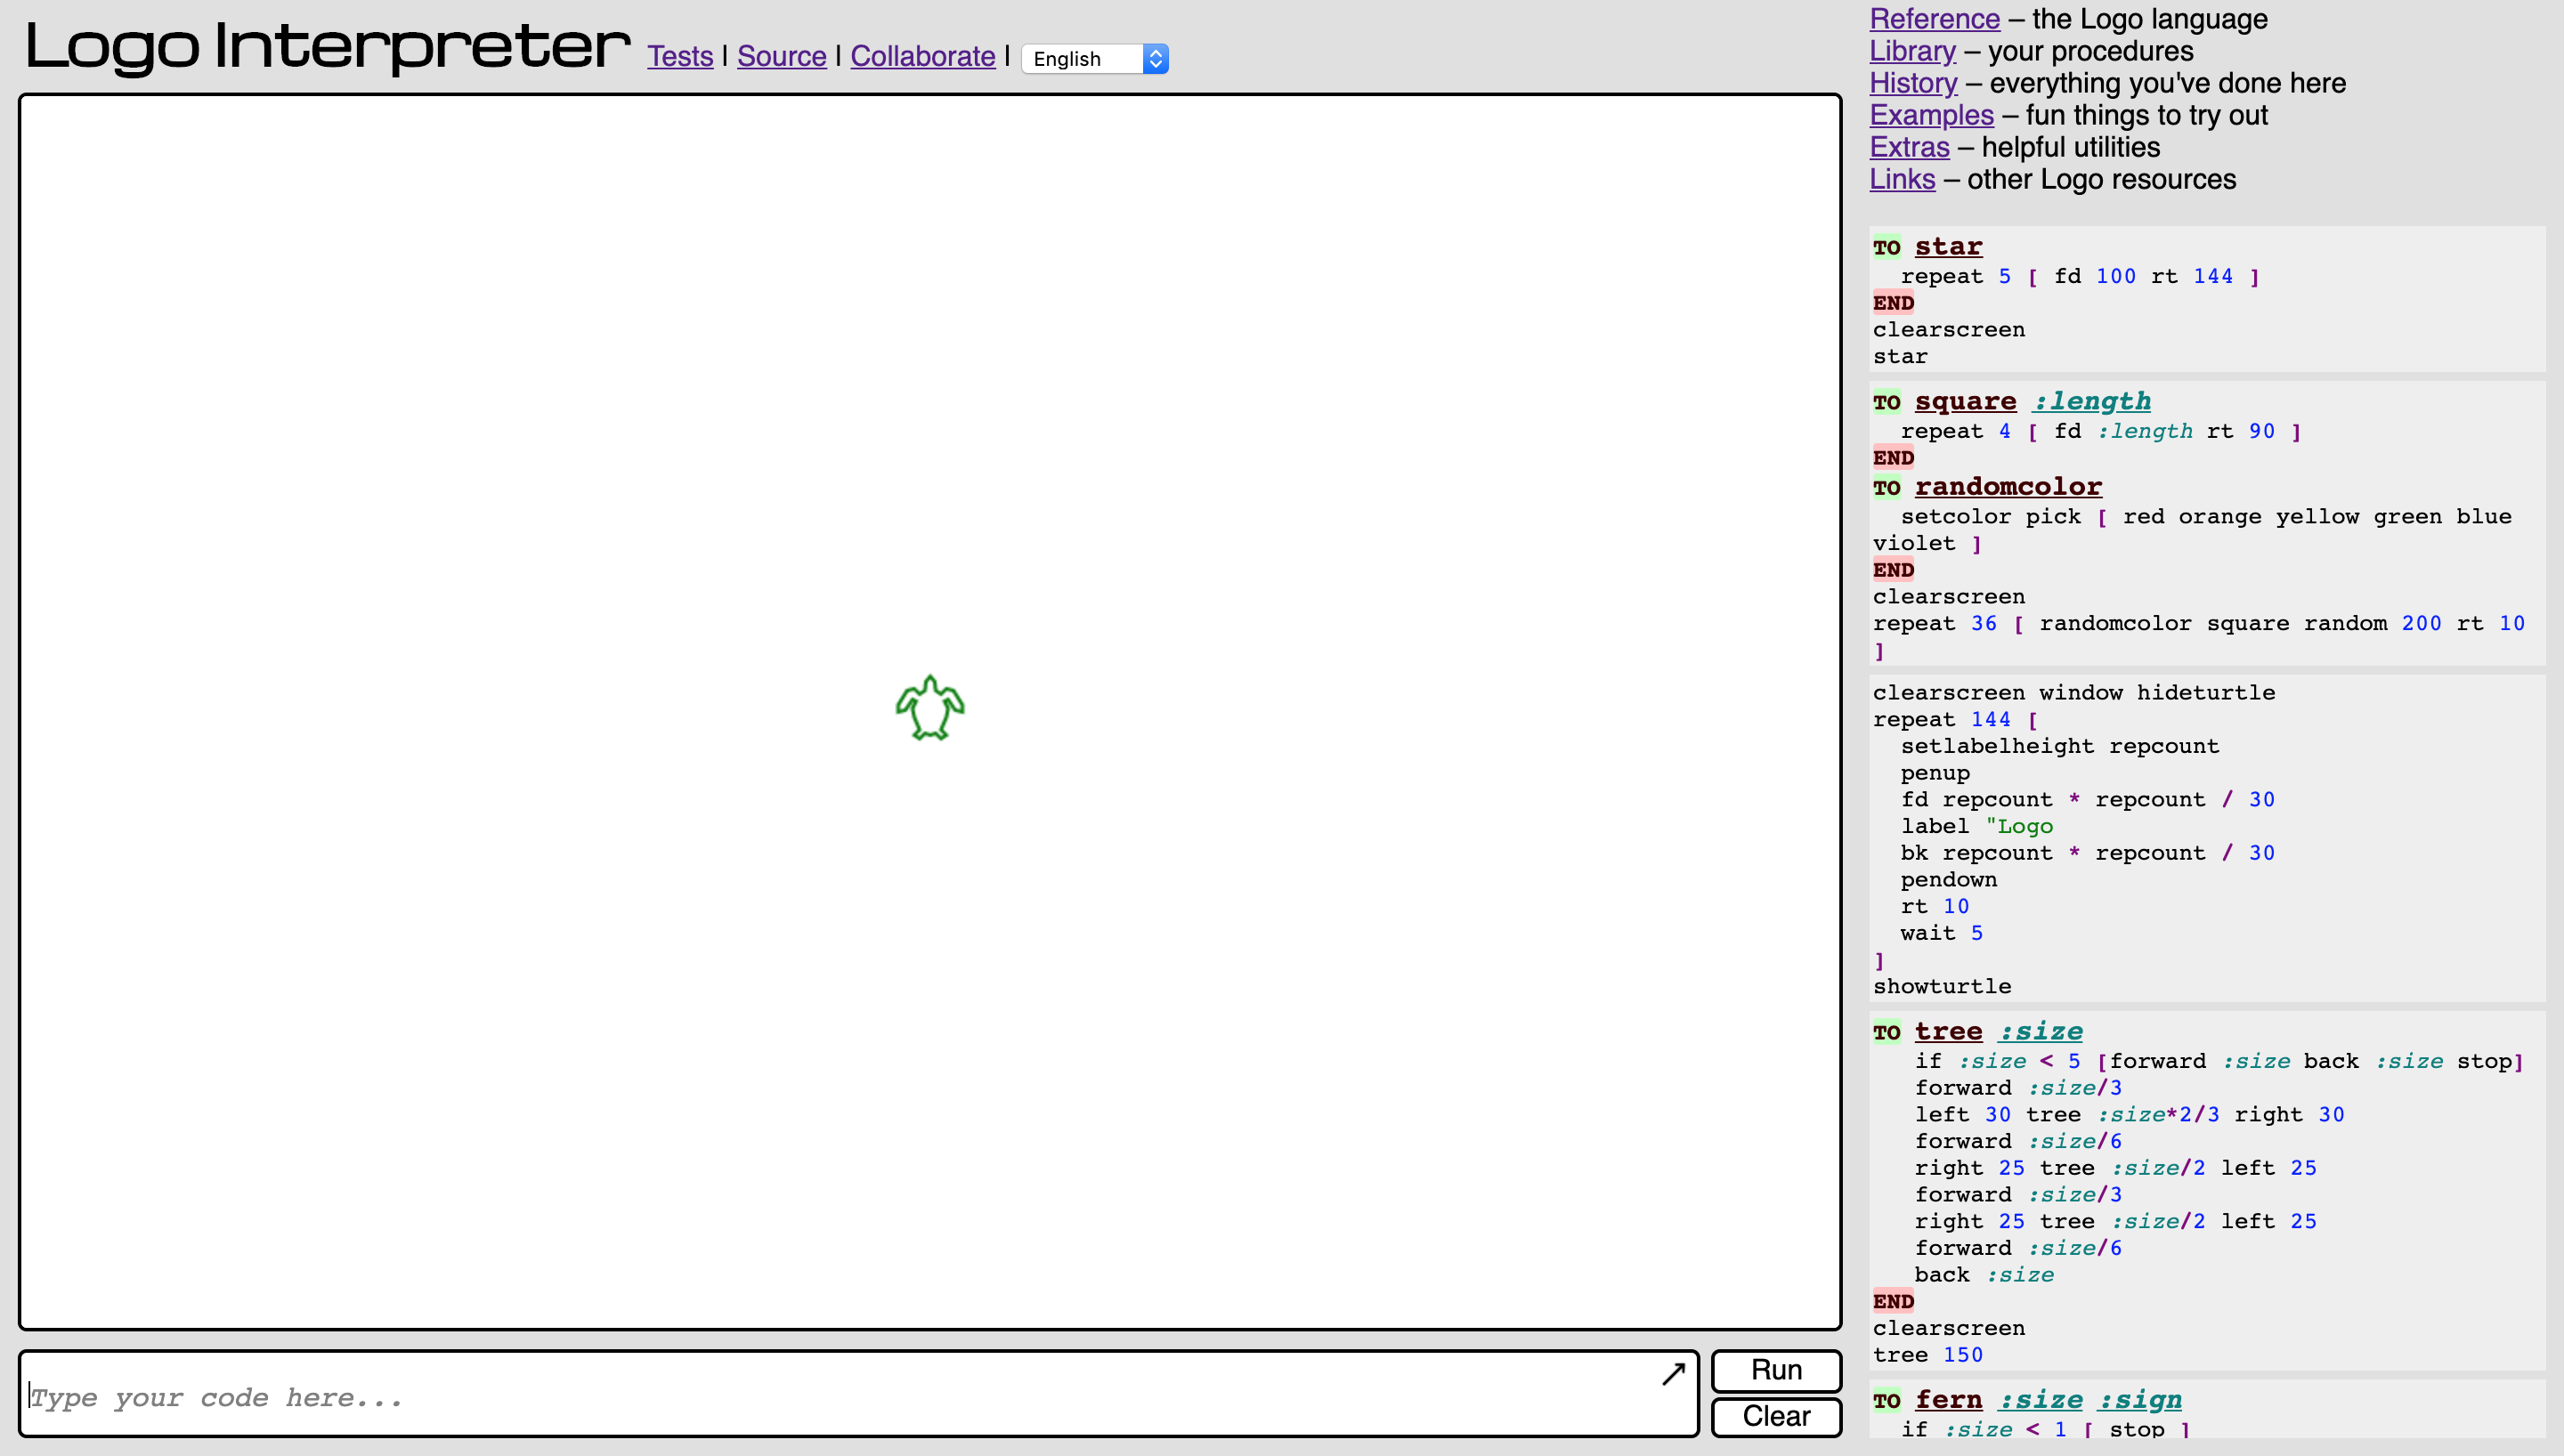 Logo Interpreter Tests | Source | Collaborate | English
Type your code here...
Run
Clear
Reference – the Logo language
Library – your procedures
History – everything you've done here
Examples – fun things to try out
Extras – helpful utilities
Links – other Logo resources
TO star
repeat 5 [ fd 100 rt 144 ]
END
clearscreen
star
TO square :length
repeat 4 [ fd :length rt 90 ]
END
TO randomcolor
setcolor pick [ red orange yellow green blue
violet ]
END
clearscreen
repeat 36 [ randomcolor square random 200 rt 10
]
clearscreen window hideturtle
repeat 144 [
setlabelheight repcount
penup
fd repcount * repcount / 30
label "Logo
bk repcount * repcount / 30
pendown
rt 10
wait 5
]
showturtle
TO tree :size
if :size < 5 [forward :size back :size stop]
forward :size/3
left 30 tree :size*2/3 right 30
forward :size/6
right 25 tree :size/2 left 25
forward :size/3
right 25 tree :size/2 left 25
forward :size/6
back :size
END
clearscreen
tree 150
TO fern :size :sign
if :size < 1 [ stop ]